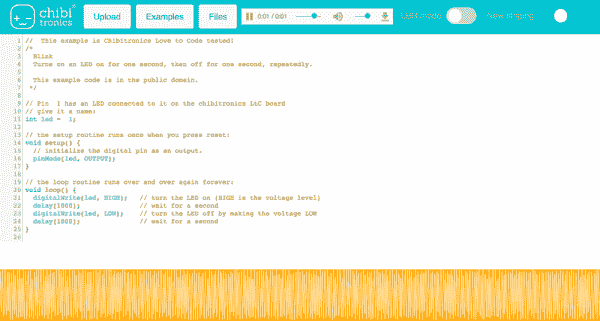 chibi
tronics
Upload Examples Files 0:01 / 0:01 mode
1 //  This example is Chibitronics Love to Code tested!
2 /*
3   Blink
4   Turns on an LED on for one second, then off for one second, repeatedly.
5
6   This example code is in the public domain.
7  */
8
9 // Pin  1 has an LED connected to it on the chibitronics LtC board
10 // give it a name:
11 int led =  1;
12
13 // the setup routine runs once when you press reset:
14 void setup() {
15   // initialize the digital pin as an output.
16   pinMode(led, OUTPUT);
17 }
18
19 // the loop routine runs over and over again forever:
20 void loop() {
21   digitalWrite(led, HIGH);   // turn the LED on (HIGH is the voltage level)
22   delay(1000);               // wait for a second
23   digitalWrite(led, LOW);    // turn the LED off by making the voltage LOW
24   delay(1000);               // wait for a second
25 }
26